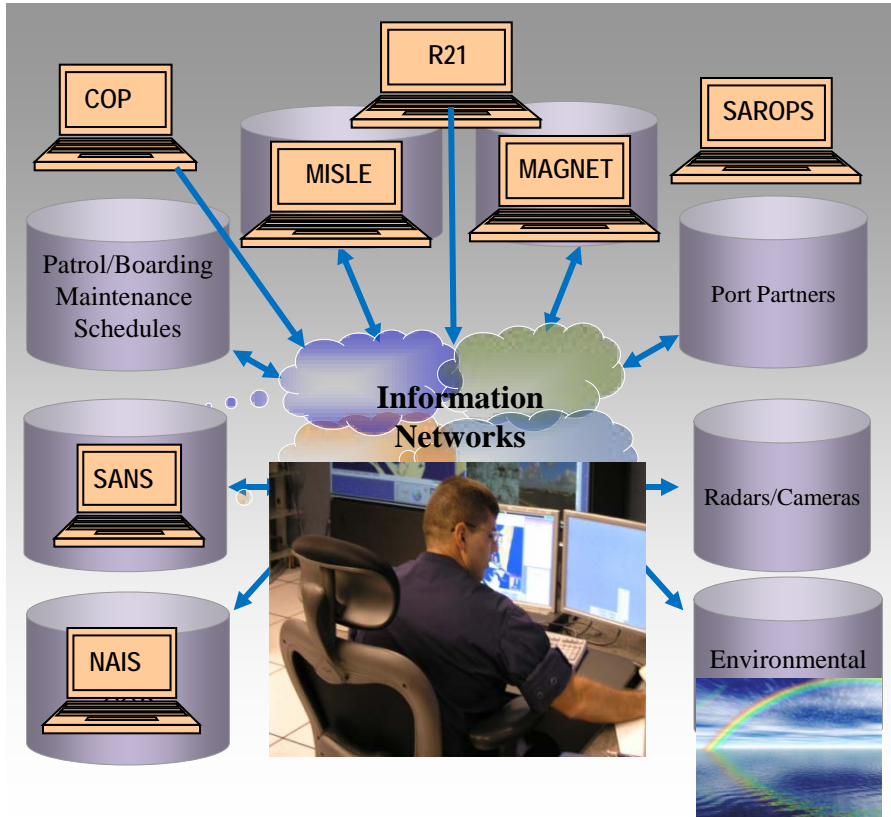 R21
COP
SAROPS
MISLE
MAGNET
Patrol/Boarding
Maintenance
Schedules
Port Partners
Information
Networks
SANS
Radars/Cameras
NAIS
Environmental